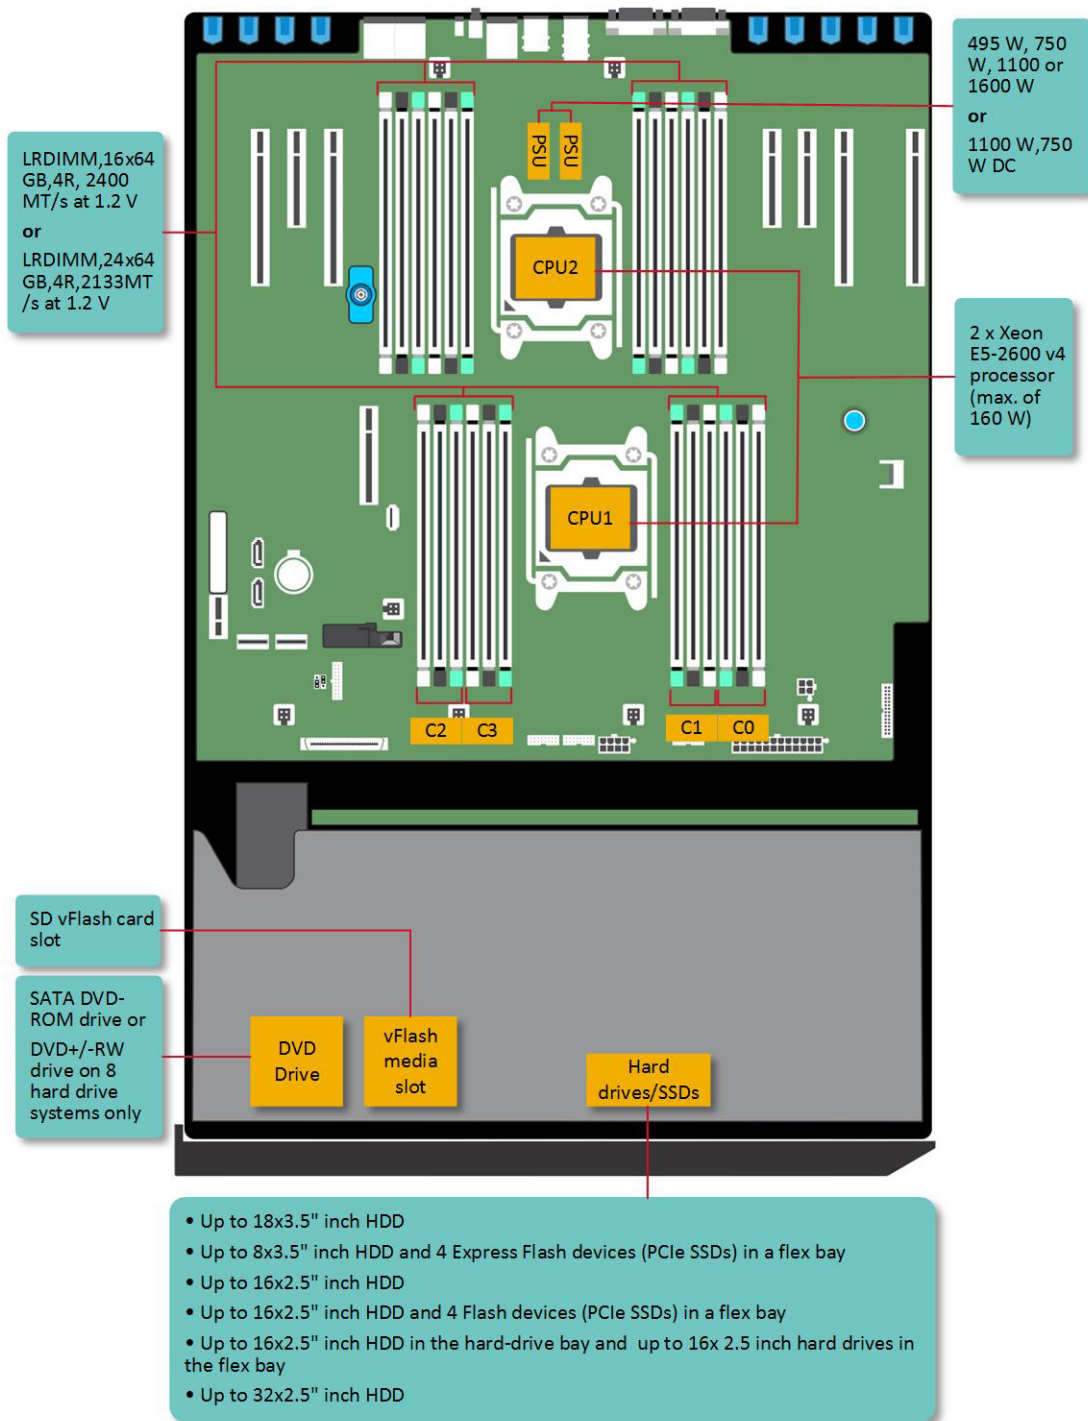 495 W, 750
W, 1100 or
1600 W
or
1100 W,750
W DC
LRDIMM,16x64
GB,4R, 2400
MT/s at 1.2 V
or
LRDIMM,24x64
GB,4R,2133MT
/s at 1.2 V
PSU
PSU
CPU2
2 x Xeon
E5-2600 v4
processor
(max. of
160 W)
CPU1
C2
C3
C1
C0
SD vFlash card
slot
SATA DVD-
ROM drive or
DVD+/-RW
drive on 8
hard drive
systems only
DVD
Drive
vFlash
media
slot
Hard
drives/SSDs
• Up to 18x3.5" inch HDD
• Up to 8x3.5" inch HDD and 4 Express Flash devices (PCIe SSDs) in a flex bay
• Up to 16x2.5" inch HDD
• Up to 16x2.5" inch HDD and 4 Flash devices (PCIe SSDs) in a flex bay
• Up to 16x2.5" inch HDD in the hard-drive bay and up to 16x 2.5 inch hard drives in
the flex bay
• Up to 32x2.5" inch HDD